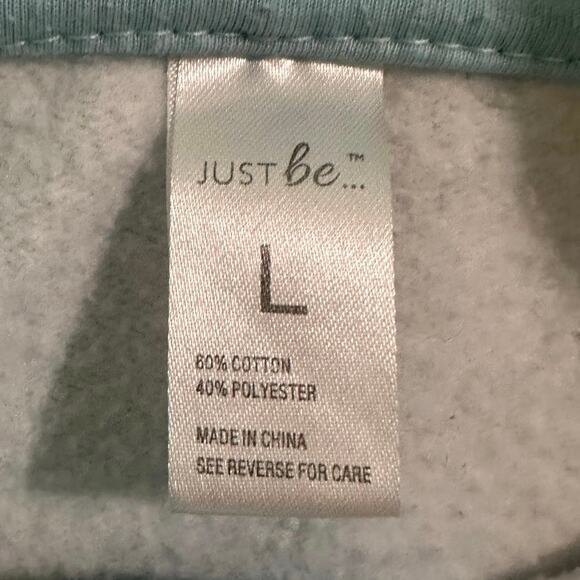 JUST be...™
L
60% COTTON
40% POLYESTER
MADE IN CHINA
SEE REVERSE FOR CARE